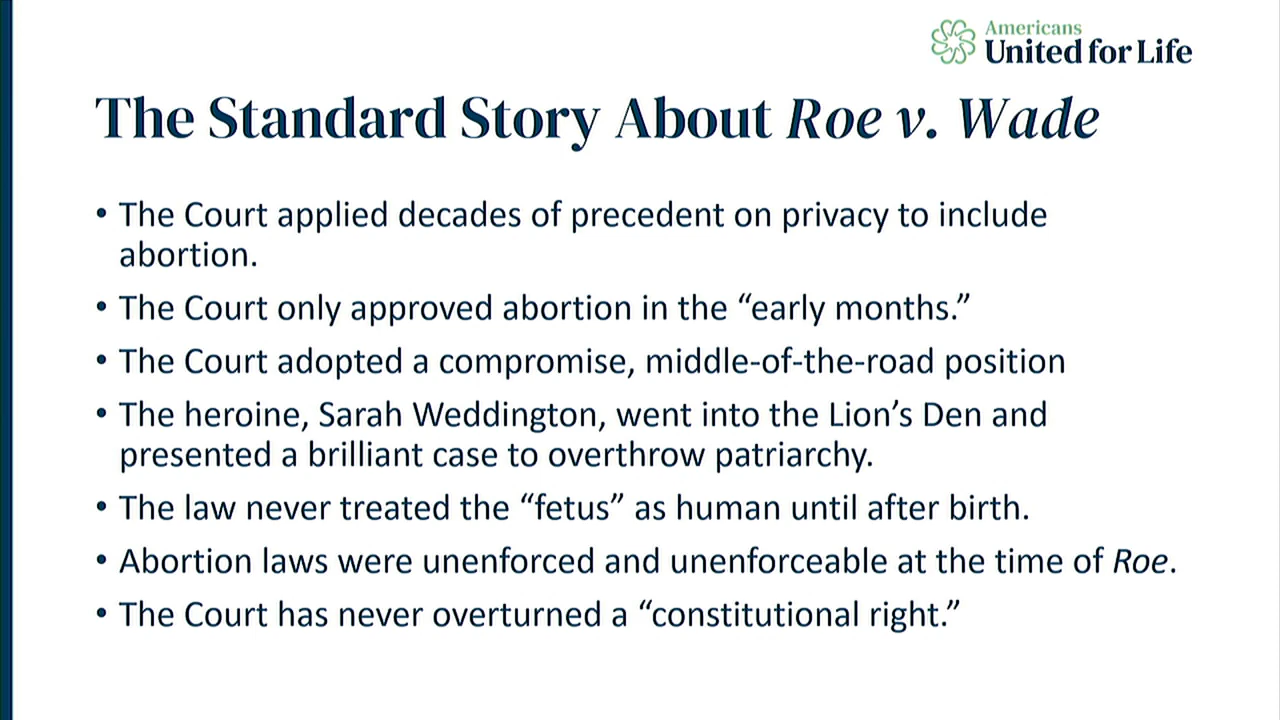 Americans
United for Life
The Standard Story About Roe v. Wade
• The Court applied decades of precedent on privacy to include
abortion.
• The Court only approved abortion in the “early months.”
• The Court adopted a compromise, middle-of-the-road position
• The heroine, Sarah Weddington, went into the Lion’s Den and
presented a brilliant case to overthrow patriarchy.
• The law never treated the “fetus” as human until after birth.
• Abortion laws were unenforced and unenforceable at the time of Roe.
• The Court has never overturned a “constitutional right.”